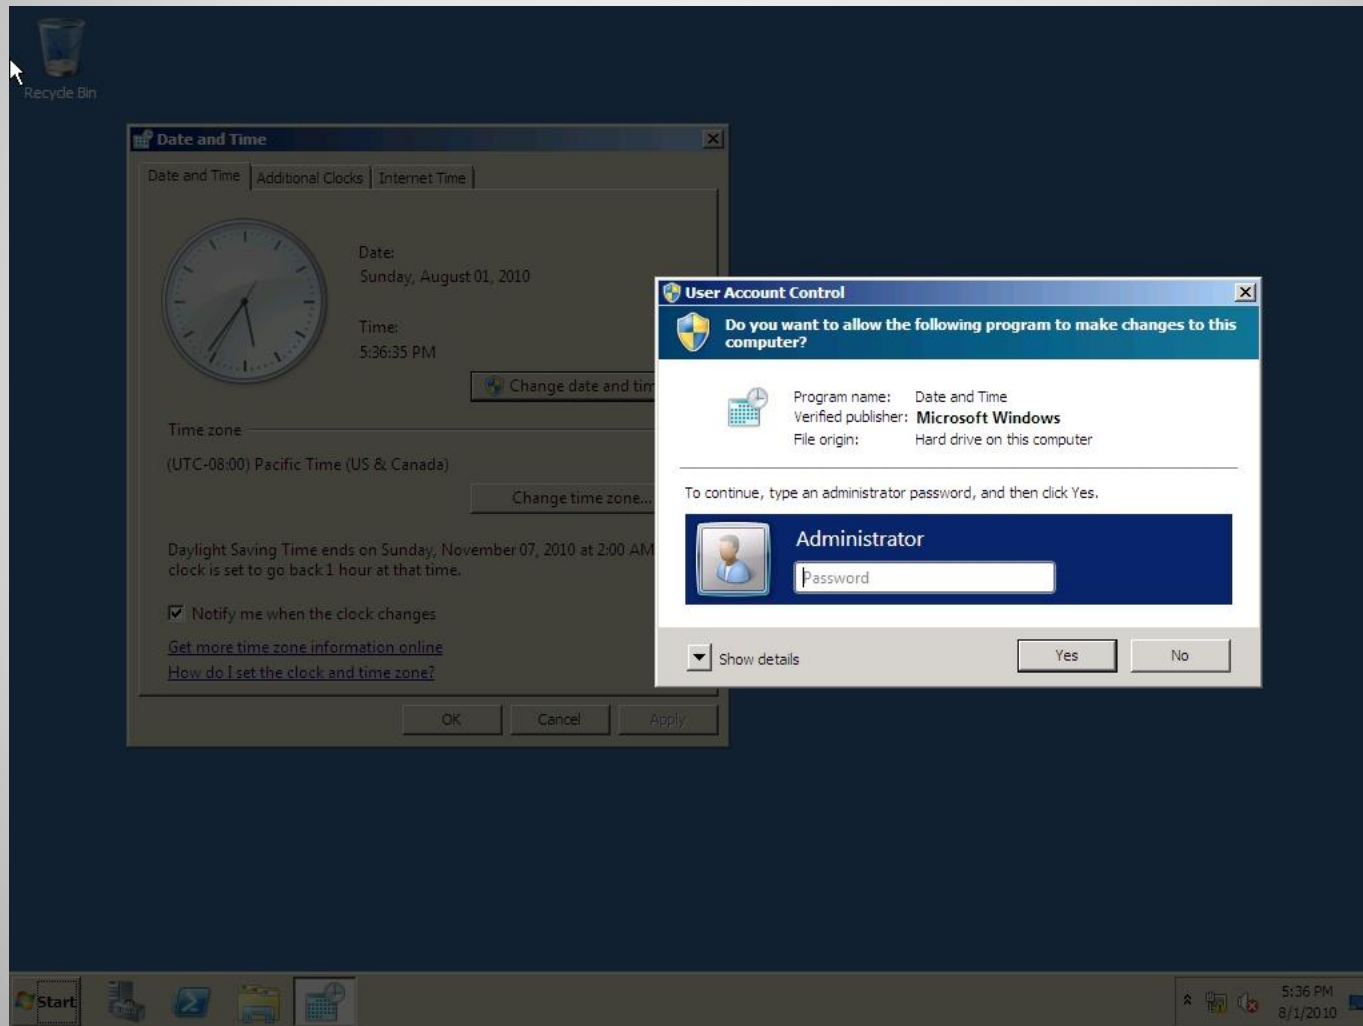 Recycle Bin
Date and Time
Date and Time
Additional Clocks
Internet Time
Date:
Sunday, August 01, 2010
Time:
5:36:35 PM
Change date and tim
Time zone
(UTC-08:00) Pacific Time (US & Canada)
Change time zone...
Daylight Saving Time ends on Sunday, November 07, 2010 at 2:00 AM
clock is set to go back 1 hour at that time.
Notify me when the clock changes
Get more time zone information online
How do I set the clock and time zone?
OK
Cancel
Apply
User Account Control
Do you want to allow the following program to make changes to this
computer?
Program name: Date and Time
Verified publisher: Microsoft Windows
File origin: Hard drive on this computer
To continue, type an administrator password, and then click Yes.
Administrator
Password
Show details
Yes
No
Start
5:36 PM
8/1/2010